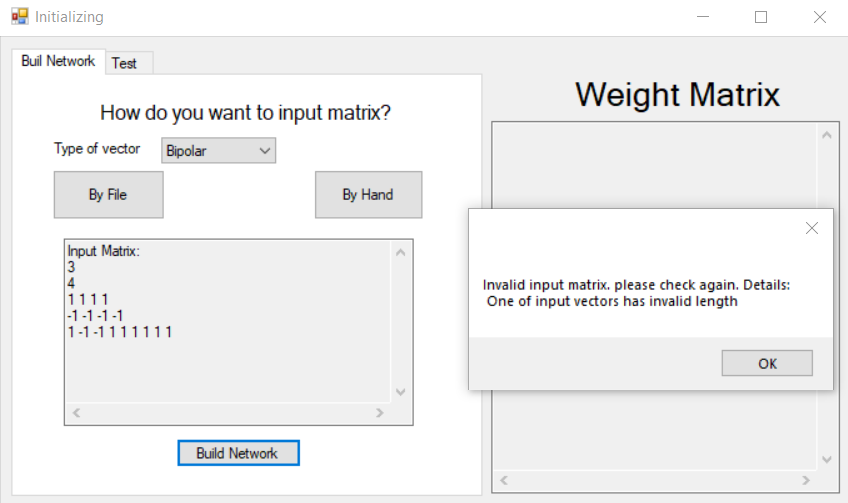 Initializing
Buil Network
Test
How do you want to input matrix?
Type of vector
Bipolar
By File
By Hand
Input Matrix:
3
4
1 1 1 1
-1 -1 -1 -1
1 -1 -1 1 1 1 1 1 1
Build Network
Weight Matrix
Invalid input matrix. please check again. Details:
One of input vectors has invalid length
OK